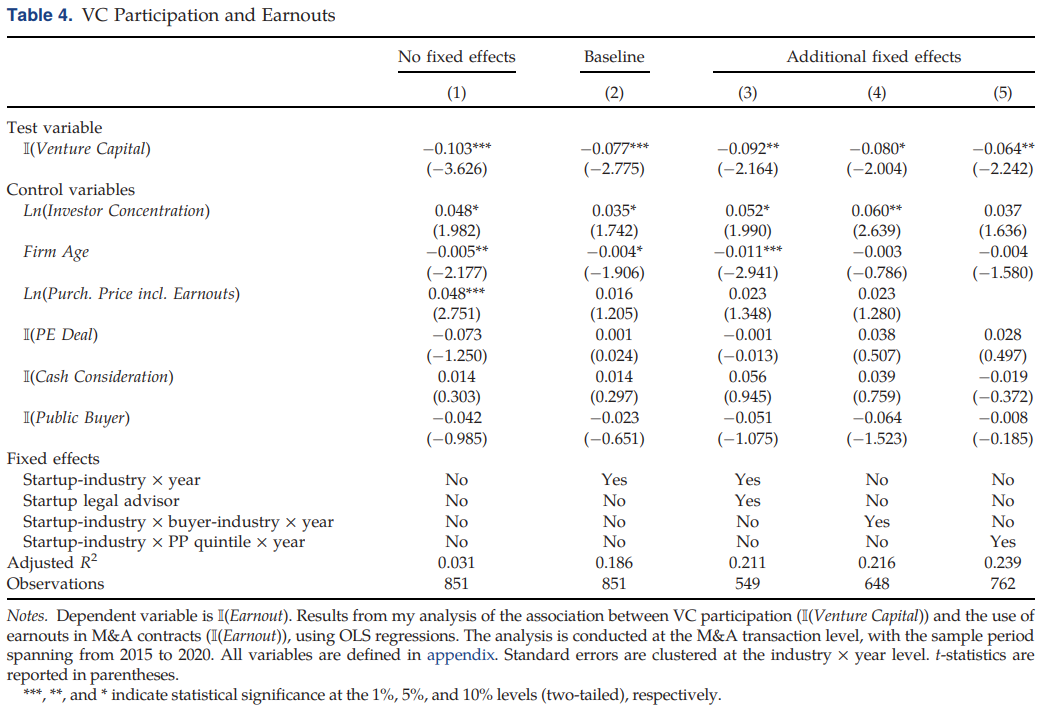 Table 4. VC Participation and Earnouts
No fixed effects Baseline Additional fixed effects
(1) (2) (3) (4) (5)
Test variable
𝕀(Venture Capital) −0.103*** −0.077*** −0.092** −0.080* −0.064**
(−3.626) (−2.775) (−2.164) (−2.004) (−2.242)
Control variables
Ln(Investor Concentration) 0.048* 0.035* 0.052* 0.060** 0.037
(1.982) (1.742) (1.990) (2.639) (1.636)
Firm Age −0.005** −0.004* −0.011*** −0.003 −0.004
(−2.177) (−1.906) (−2.941) (−0.786) (−1.580)
Ln(Purch. Price incl. Earnouts) 0.048*** 0.016 0.023 0.023
(2.751) (1.205) (1.348) (1.280)
𝕀(PE Deal) −0.073 0.001 −0.001 0.038 0.028
(−1.250) (0.024) (−0.013) (0.507) (0.497)
𝕀(Cash Consideration) 0.014 0.014 0.056 0.039 −0.019
(0.303) (0.297) (0.945) (0.759) (−0.372)
𝕀(Public Buyer) −0.042 −0.023 −0.051 −0.064 −0.008
(−0.985) (−0.651) (−1.075) (−1.523) (−0.185)
Fixed effects
Startup-industry × year No Yes Yes No No
Startup legal advisor No No Yes No No
Startup-industry × buyer-industry × year No No No Yes No
Startup-industry × PP quintile × year No No No No Yes
Adjusted R² 0.031 0.186 0.211 0.216 0.239
Observations 851 851 549 648 762
Notes. Dependent variable is 𝕀(Earnout). Results from my analysis of the association between VC participation (𝕀(Venture Capital)) and the use of
earnouts in M&A contracts (𝕀(Earnout)), using OLS regressions. The analysis is conducted at the M&A transaction level, with the sample period
spanning from 2015 to 2020. All variables are defined in appendix. Standard errors are clustered at the industry × year level. t-statistics are
reported in parentheses.
***, **, and * indicate statistical significance at the 1%, 5%, and 10% levels (two-tailed), respectively.